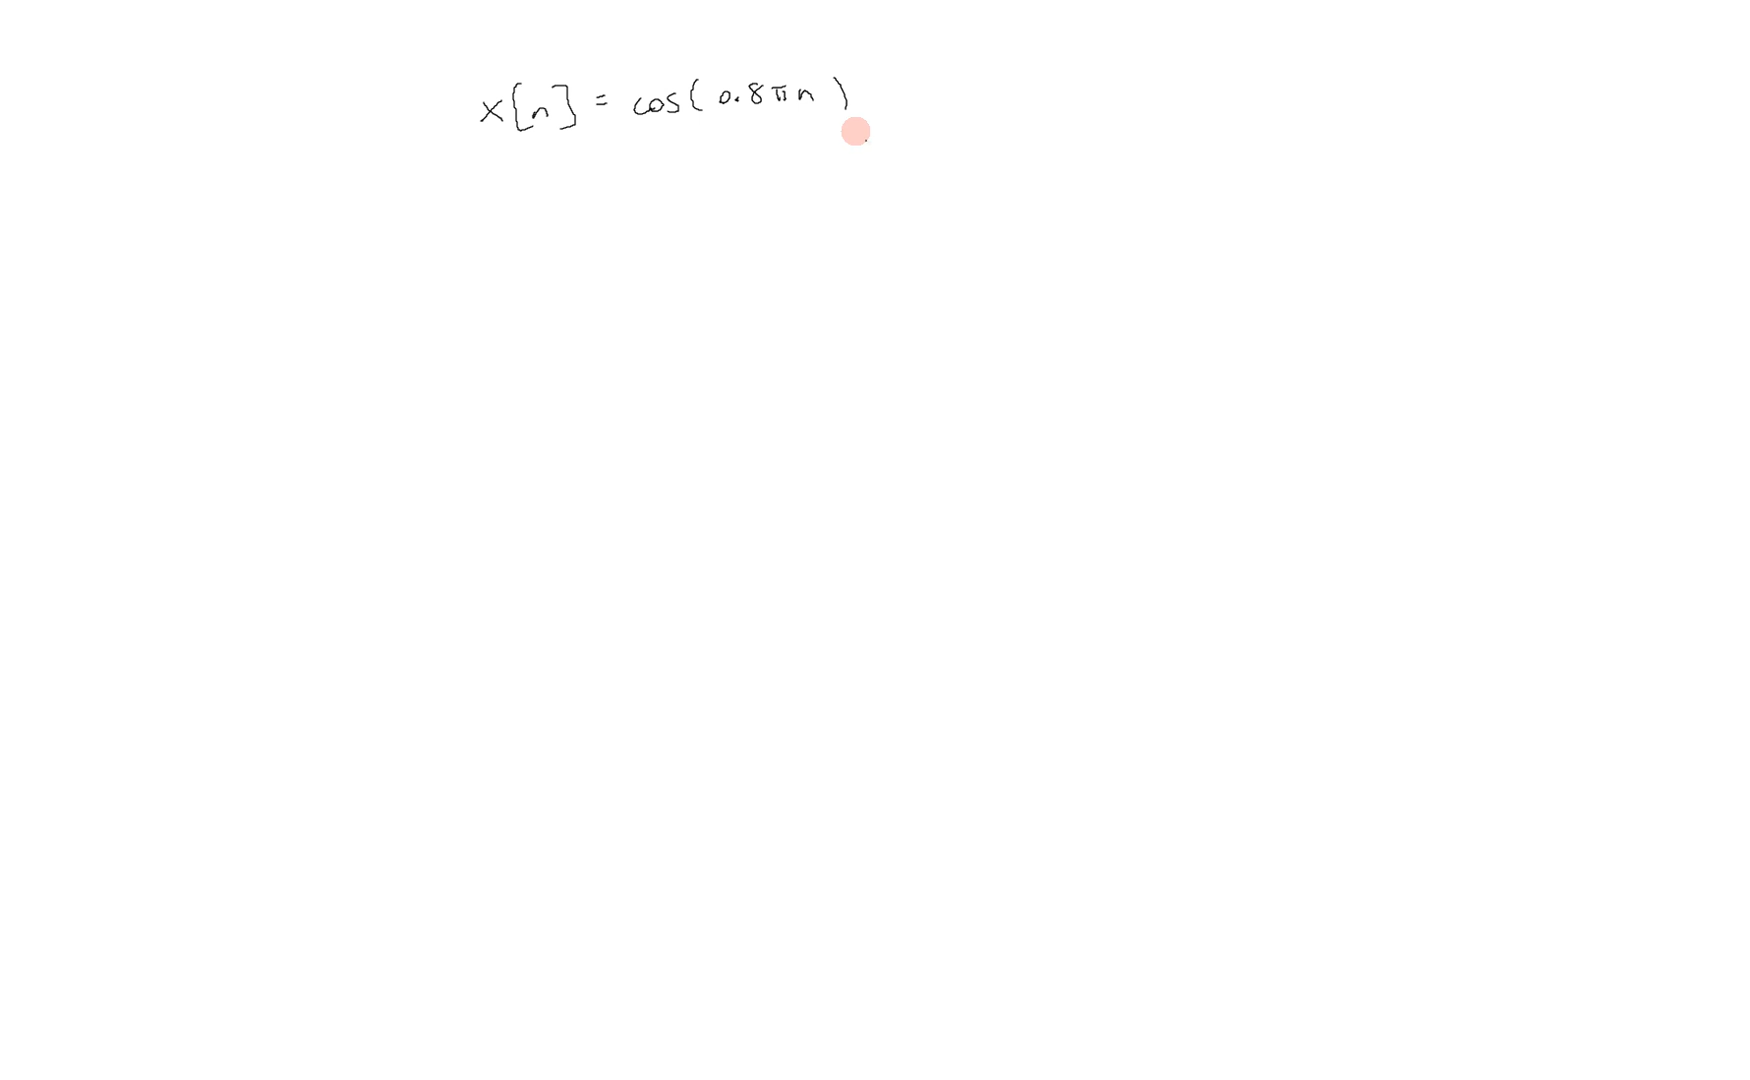 x[n] = cos(0.8πn)